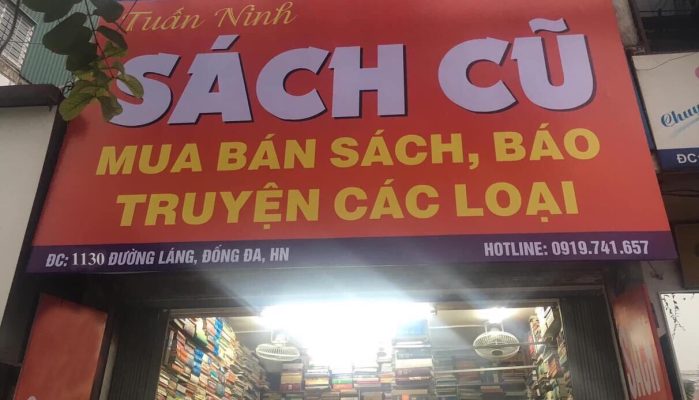 Tuấn Ninh
SÁCH CŨ
MUA BÁN SÁCH, BÁO
TRUYỆN CÁC LOẠI
ĐC: 1130 ĐƯỜNG LÁNG, ĐỐNG ĐA, HN
HOTLINE: 0919.741.657
ĐC